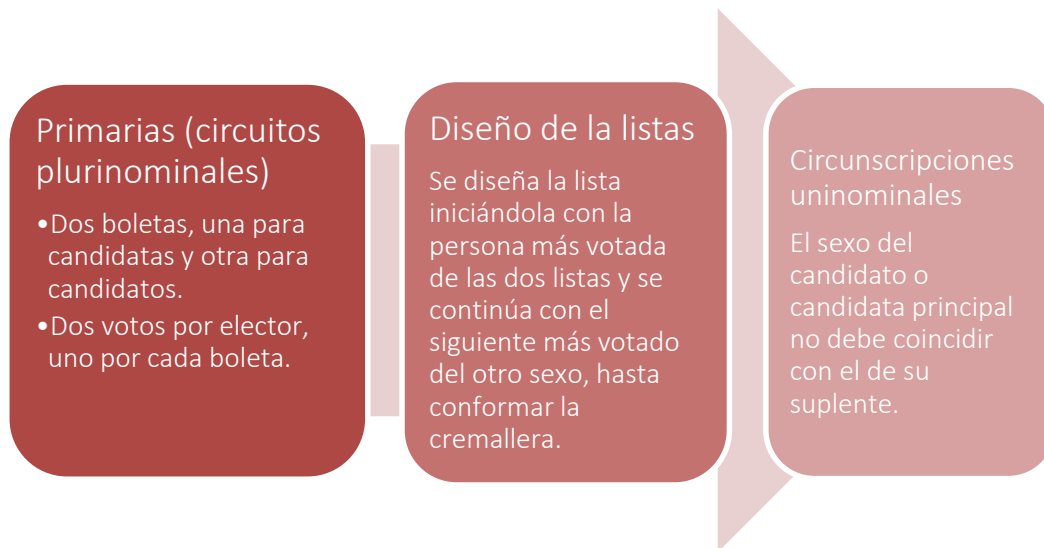 Primarias (circuitos
plurinominales)
•Dos boletas, una para
candidatas y otra para
candidatos.
•Dos votos por elector,
uno por cada boleta.
Diseño de la listas
Se diseña la lista
iniciándola con la
persona más votada
de las dos listas y se
continúa con el
siguiente más votado
del otro sexo, hasta
conformar la
cremallera.
Circunscripciones
uninominales
El sexo del
candidato o
candidata principal
no debe coincidir
con el de su
suplente.